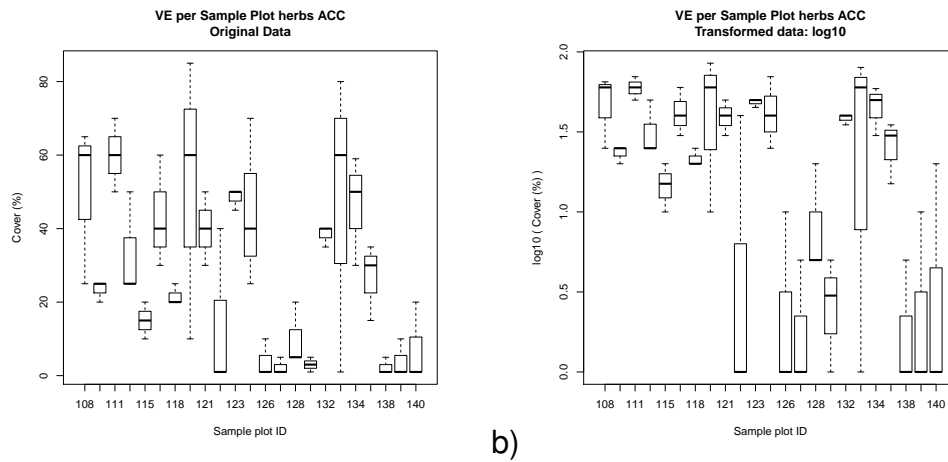 VE per Sample Plot herbs ACC
Original Data
Cover (%)
80
60
40
20
0
108 111 115 118 121 123 126 128 132 134 138 140
Sample plot ID
b)
VE per Sample Plot herbs ACC
Transformed data: log10
log10 ( Cover (%) )
2.0
1.5
1.0
0.5
0.0
108 111 115 118 121 123 126 128 132 134 138 140
Sample plot ID